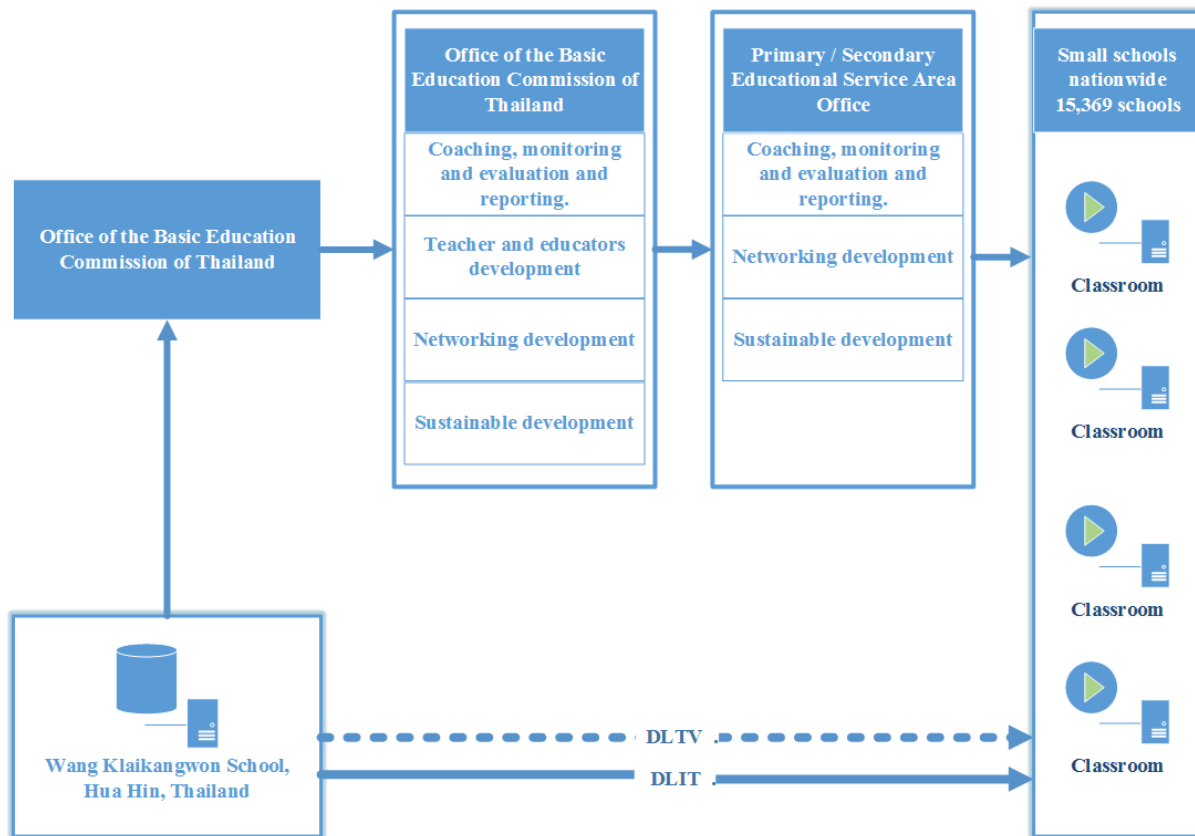 Office of the Basic Education
Commission of Thailand
Office of the Basic
Education Commission of
Thailand
Coaching, monitoring
and evaluation and
reporting.
Teacher and educators
development
Networking development
Sustainable development
Primary / Secondary
Educational Service Area
Office
Coaching, monitoring
and evaluation and
reporting.
Networking development
Sustainable development
Small schools
nationwide
15,369 schools
Classroom
Classroom
Classroom
Classroom
Wang Klaikangwon School,
Hua Hin, Thailand
DLTV .
DLIT .